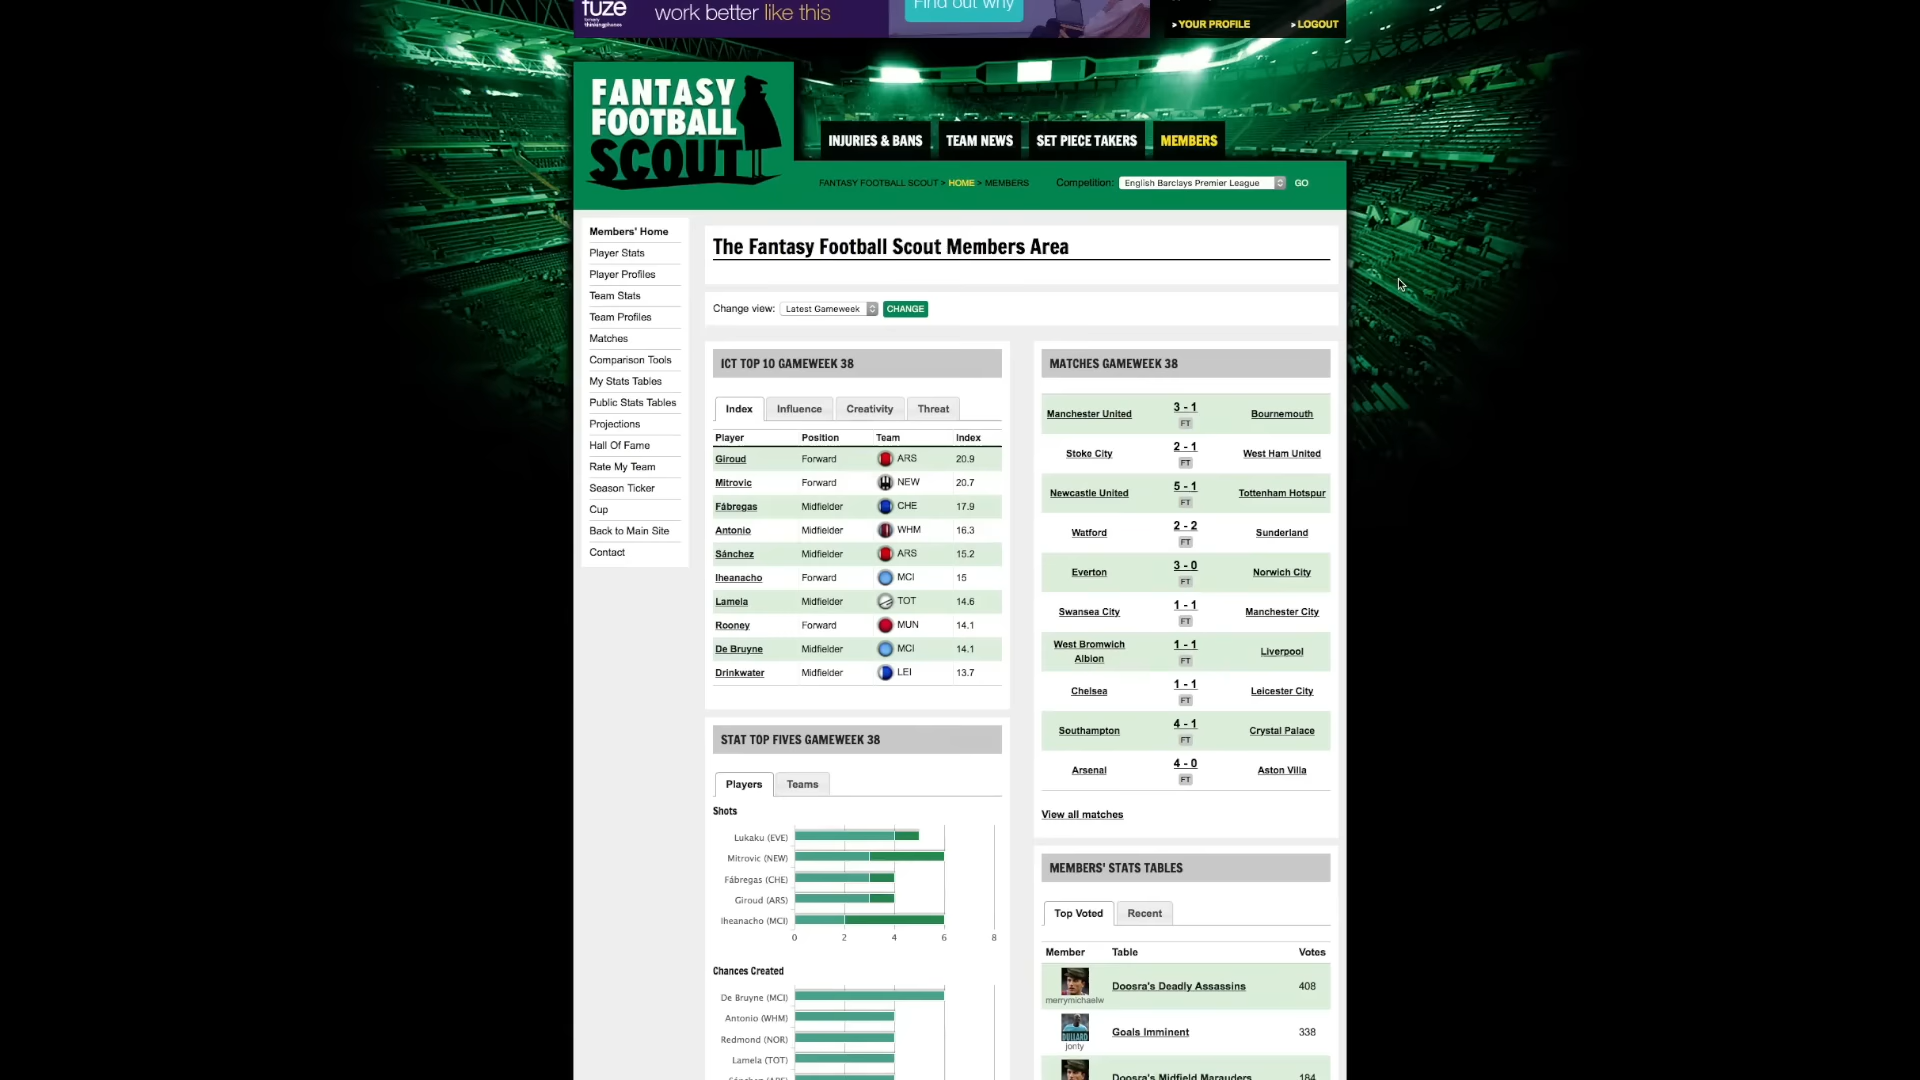 fuze
formerly
thinkingphones
work better like this
Find out why
> YOUR PROFILE
> LOGOUT
FANTASY
FOOTBALL
SCOUT
INJURIES & BANS
TEAM NEWS
SET PIECE TAKERS
MEMBERS
FANTASY FOOTBALL SCOUT > HOME > MEMBERS
Competition: English Barclays Premier League GO
Members' Home
Player Stats
Player Profiles
Team Stats
Team Profiles
Matches
Comparison Tools
My Stats Tables
Public Stats Tables
Projections
Hall Of Fame
Rate My Team
Season Ticker
Cup
Back to Main Site
Contact
The Fantasy Football Scout Members Area
Change view: Latest Gameweek CHANGE
ICT TOP 10 GAMEWEEK 38
Index Influence Creativity Threat
Player Position Team Index
Giroud Forward ARS 20.9
Mitrovic Forward NEW 20.7
Fàbregas Midfielder CHE 17.9
Antonio Midfielder WHM 16.3
Sánchez Midfielder ARS 15.2
Iheanacho Forward MCI 15
Lamela Midfielder TOT 14.6
Rooney Forward MUN 14.1
De Bruyne Midfielder MCI 14.1
Drinkwater Midfielder LEI 13.7
STAT TOP FIVES GAMEWEEK 38
Players Teams
Shots
Lukaku (EVE)
Mitrovic (NEW)
Fàbregas (CHE)
Giroud (ARS)
Iheanacho (MCI)
0 2 4 6 8
Chances Created
De Bruyne (MCI)
Antonio (WHM)
Redmond (NOR)
Lamela (TOT)
Sánchez (ARS)
MATCHES GAMEWEEK 38
Manchester United 3 - 1 Bournemouth
FT
Stoke City 2 - 1 West Ham United
FT
Newcastle United 5 - 1 Tottenham Hotspur
FT
Watford 2 - 2 Sunderland
FT
Everton 3 - 0 Norwich City
FT
Swansea City 1 - 1 Manchester City
FT
West Bromwich
Albion 1 - 1 Liverpool
FT
Chelsea 1 - 1 Leicester City
FT
Southampton 4 - 1 Crystal Palace
FT
Arsenal 4 - 0 Aston Villa
FT
View all matches
MEMBERS' STATS TABLES
Top Voted Recent
Member Table Votes
merrymichaelw Doosra's Deadly Assassins 408
jonty Goals Imminent 338
Doosra's Midfield Marauders 184